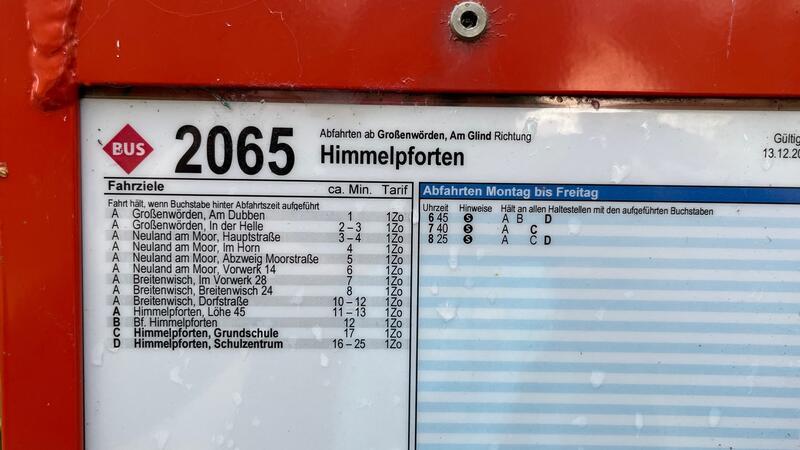 BUS
2065
Abfahrten ab Großenwörden, Am Glind Richtung
Himmelpforten
Gültig
13.12.20
Fahrziele ca. Min. Tarif
Fahrt hält, wenn Buchstabe hinter Abfahrtszeit aufgeführt
A Großenwörden, Am Dubben 1 1Zo
A Großenwörden, In der Helle 2 – 3 1Zo
A Neuland am Moor, Hauptstraße 3 – 4 1Zo
A Neuland am Moor, Im Horn 4 1Zo
A Neuland am Moor, Abzweig Moorstraße 5 1Zo
A Neuland am Moor, Vorwerk 14 6 1Zo
A Breitenwisch, Im Vorwerk 28 7 1Zo
A Breitenwisch, Breitenwisch 24 8 1Zo
A Breitenwisch, Dorfstraße 10 – 12 1Zo
A Himmelpforten, Löhe 45 11 – 13 1Zo
B Bf. Himmelpforten 12 1Zo
C Himmelpforten, Grundschule 17 1Zo
D Himmelpforten, Schulzentrum 16 – 25 1Zo
Abfahrten Montag bis Freitag
Uhrzeit Hinweise Hält an allen Haltestellen mit den aufgeführten Buchstaben
6 45 S A B D
7 40 S A C
8 25 S A C D